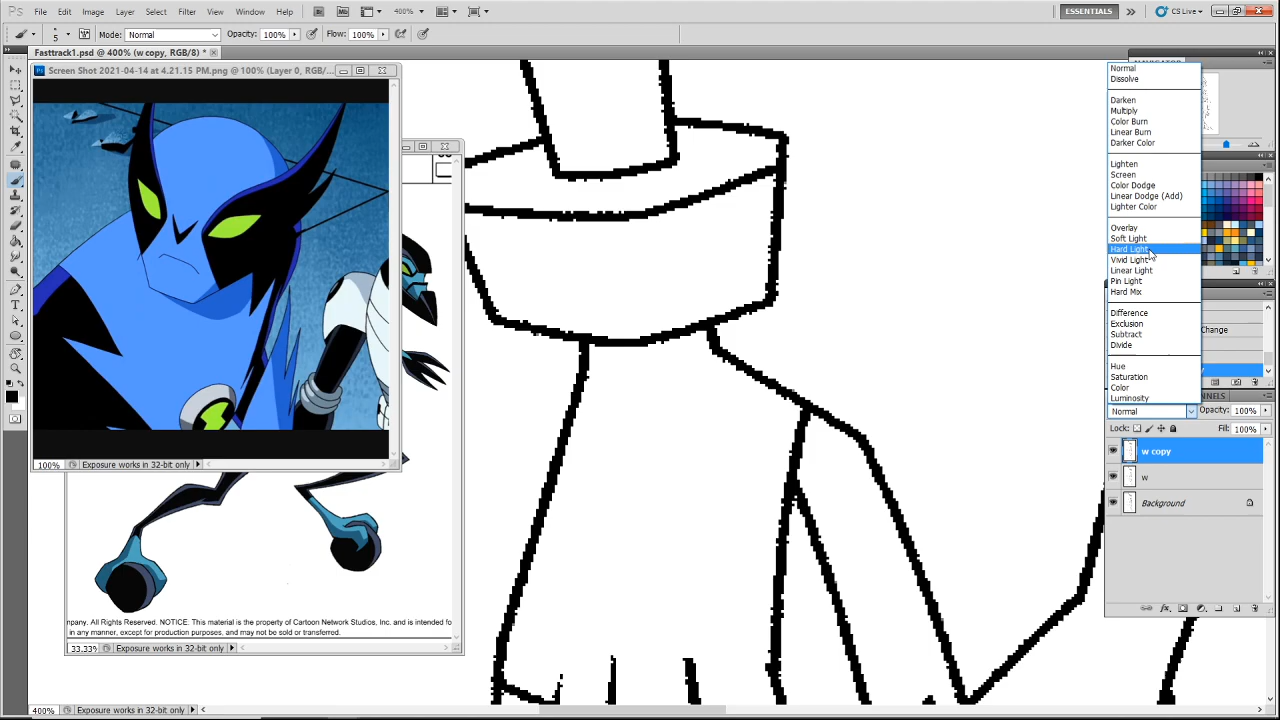 PS File Edit Image Layer Select Filter Analysis View Window Help Br Mb 400% ESSENTIALS CS Live
5 Mode: Normal Opacity: 100% Flow: 100%
Fasttrack1.psd @ 400% (w copy, RGB/8) *
Screen Shot 2021-04-14 at 4.21.15 PM.png @ 100% (Layer 0, RGB/...
Normal
Dissolve
Darken
Multiply
Color Burn
Linear Burn
Darker Color
Lighten
Screen
Color Dodge
Linear Dodge (Add)
Lighter Color
Overlay
Soft Light
Hard Light
Vivid Light
Linear Light
Pin Light
Hard Mix
Difference
Exclusion
Subtract
Divide
Hue
Saturation
Color
Luminosity
Change
NNELS
Normal Opacity: 100%
Lock: Fill: 100%
w copy
w
Background
100% Exposure works in 32-bit only
mpany. All Rights Reserved. NOTICE. This material is the property of Cartoon Network Studios, Inc. and is intended fo
in any manner, except for production purposes, and may not be sold or transferred.
33.33% Exposure works in 32-bit only
400% Exposure works in 32-bit only